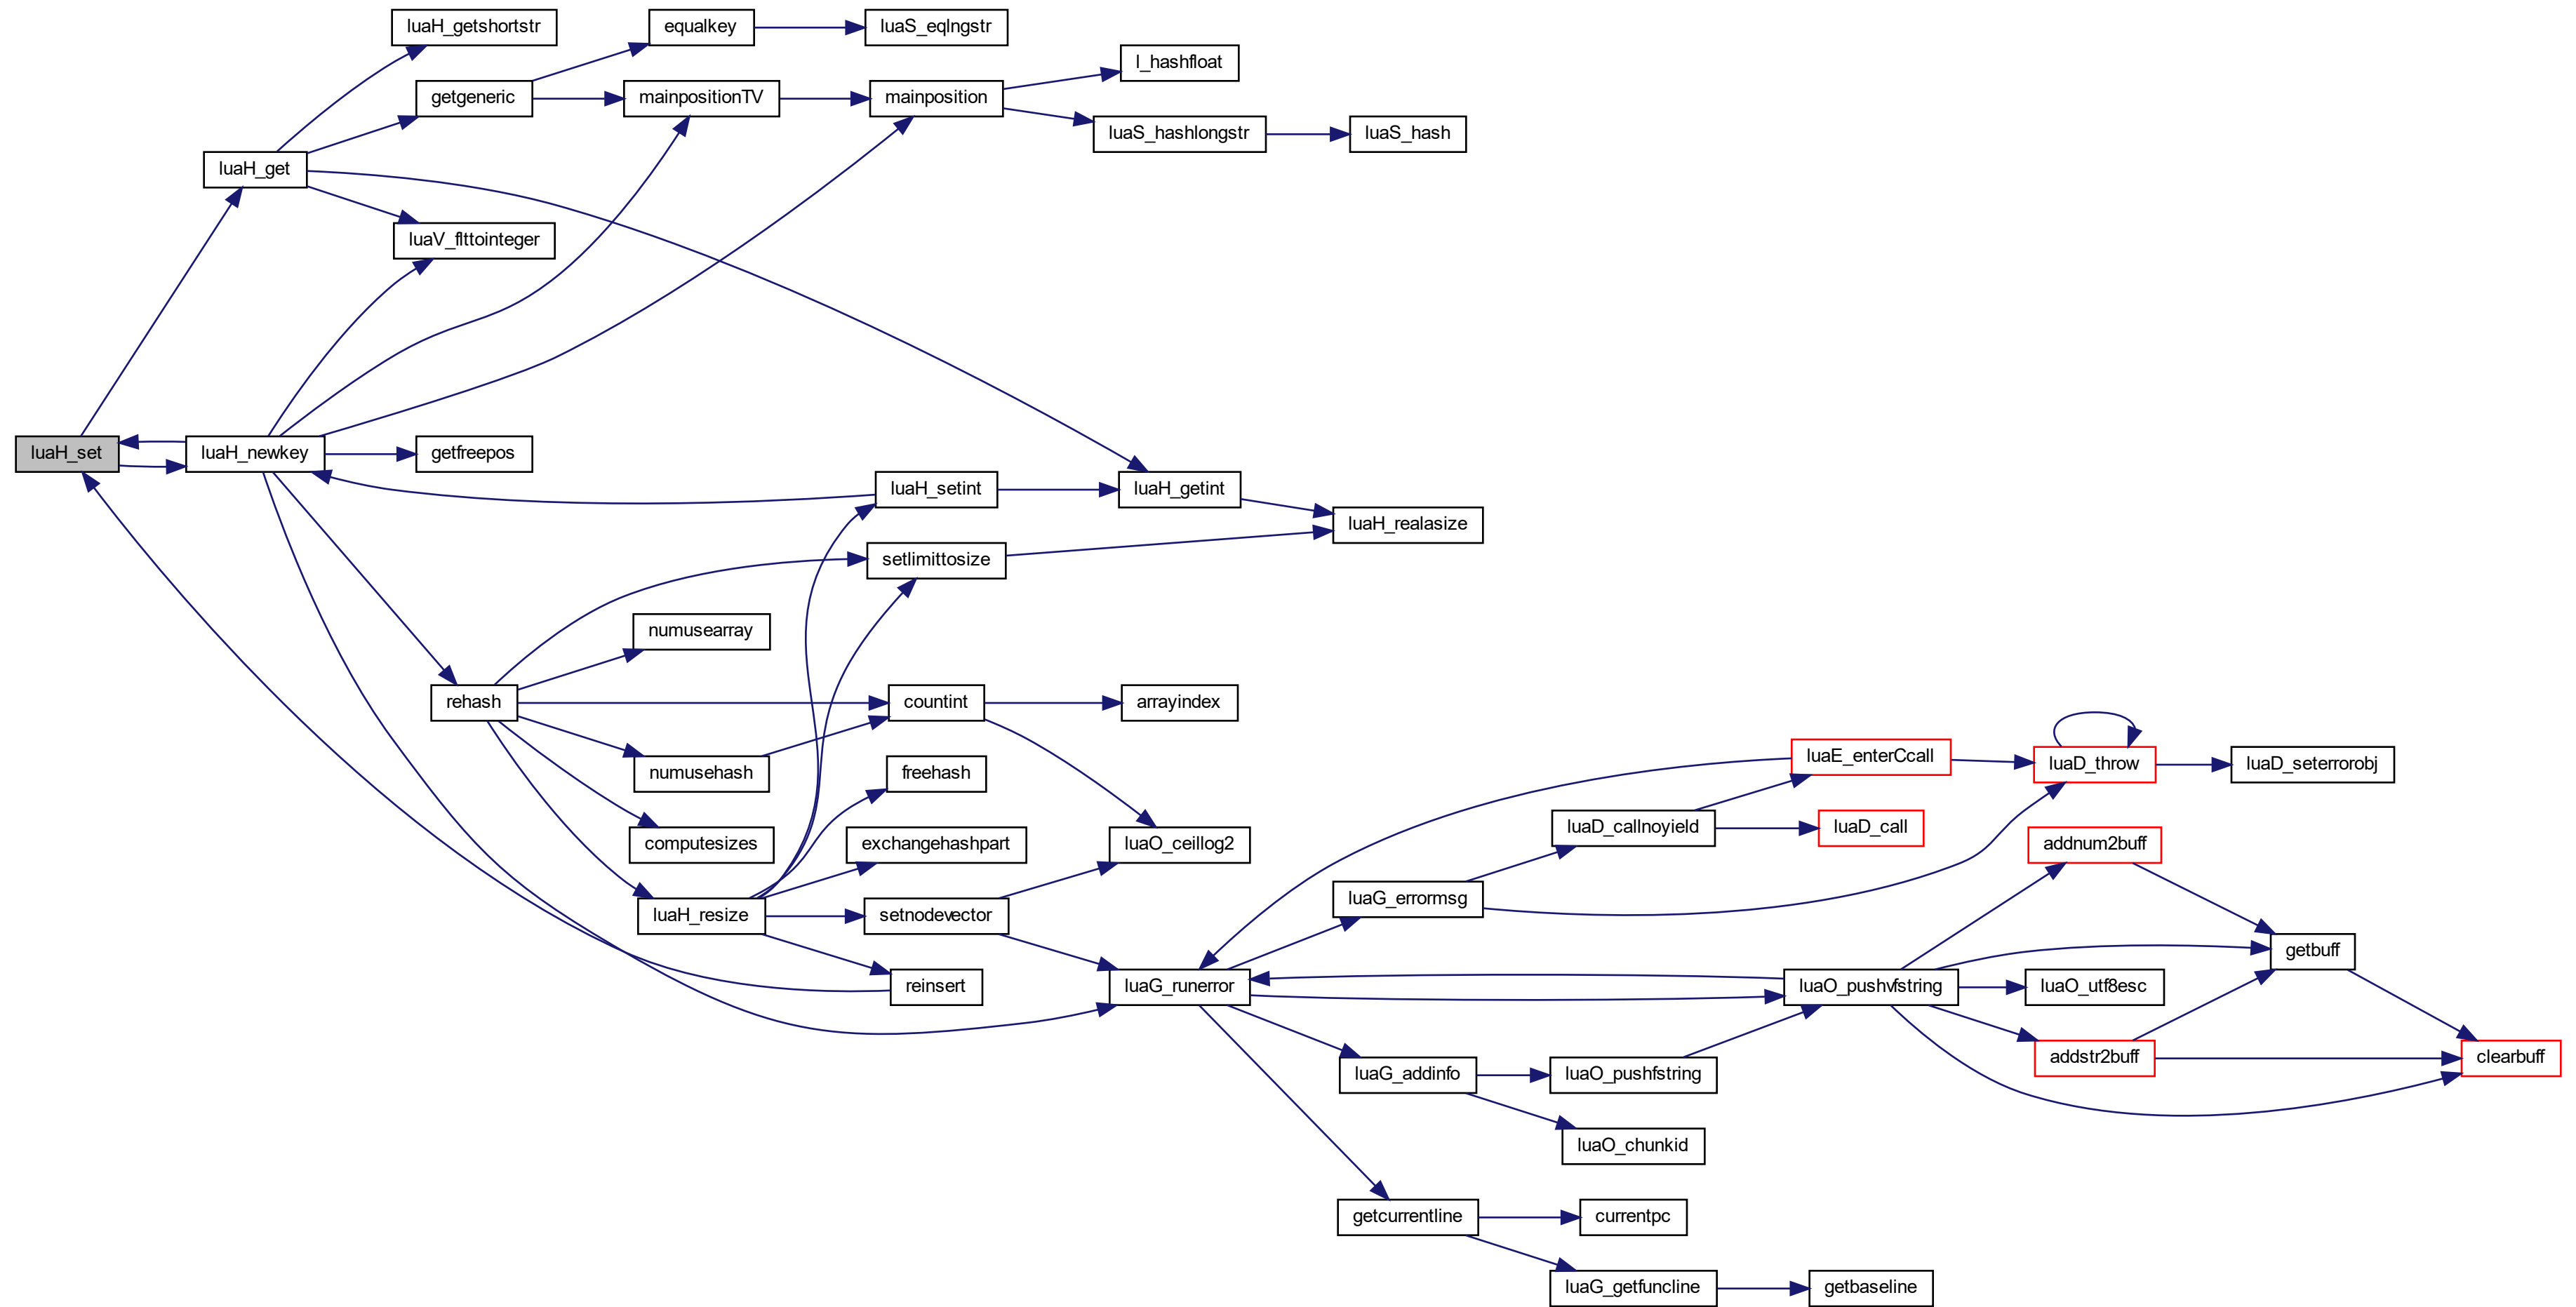 luaH_getshortstr
equalkey
luaS_eqlngstr
l_hashfloat
getgeneric
mainpositionTV
mainposition
luaS_hashlongstr
luaS_hash
luaH_get
luaV_flttointeger
luaH_set
luaH_newkey
getfreepos
luaH_setint
luaH_getint
luaH_realasize
setlimittosize
numusearray
rehash
countint
arrayindex
numusehash
freehash
luaE_enterCcall
luaD_throw
luaD_seterrorobj
computesizes
exchangehashpart
luaO_ceillog2
luaD_callnoyield
luaD_call
addnum2buff
luaH_resize
setnodevector
luaG_errormsg
getbuff
reinsert
luaG_runerror
luaO_pushvfstring
luaO_utf8esc
luaG_addinfo
luaO_pushfstring
addstr2buff
clearbuff
luaO_chunkid
getcurrentline
currentpc
luaG_getfuncline
getbaseline